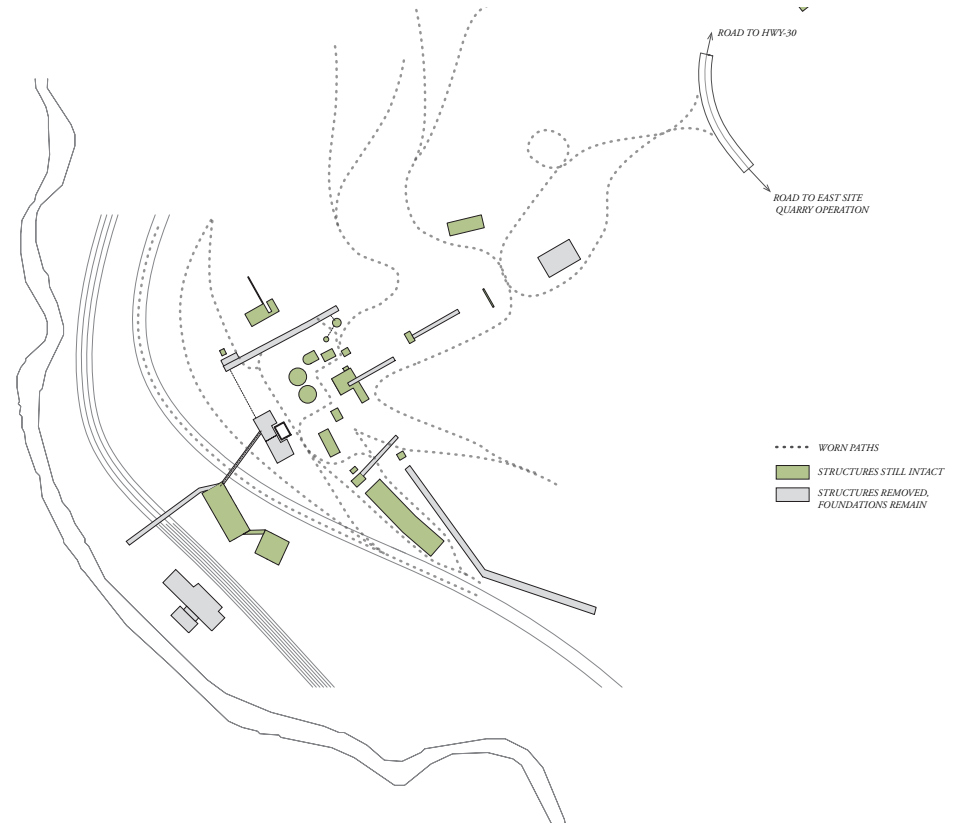 ROAD TO HWY-30
ROAD TO EAST SITE
QUARRY OPERATION
WORN PATHS
STRUCTURES STILL INTACT
STRUCTURES REMOVED,
FOUNDATIONS REMAIN